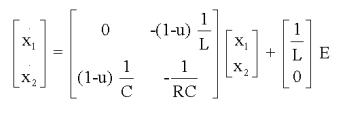 [ẋ₁; ẋ₂] = [0, -(1-u) 1/L; (1-u) 1/C, -1/RC] [x₁; x₂] + [1/L; 0] E